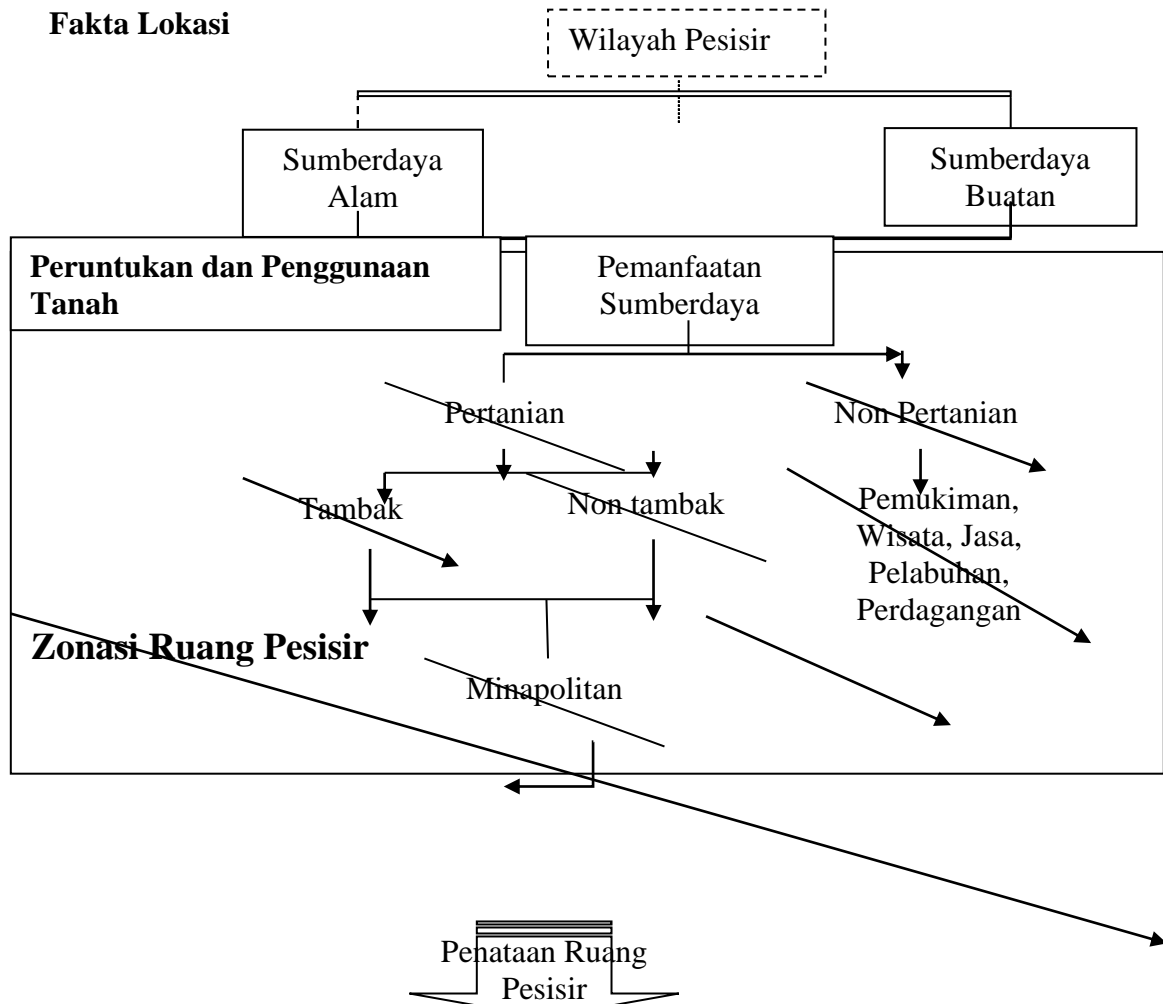 Fakta Lokasi
Wilayah Pesisir
Sumberdaya
Alam
Sumberdaya
Buatan
Peruntukan dan Penggunaan
Tanah
Pemanfaatan
Sumberdaya
Pertanian
Non Pertanian
Tambak
Non tambak
Pemukiman,
Wisata, Jasa,
Pelabuhan,
Perdagangan
Zonasi Ruang Pesisir
Minapolitan
Penataan Ruang
Pesisir